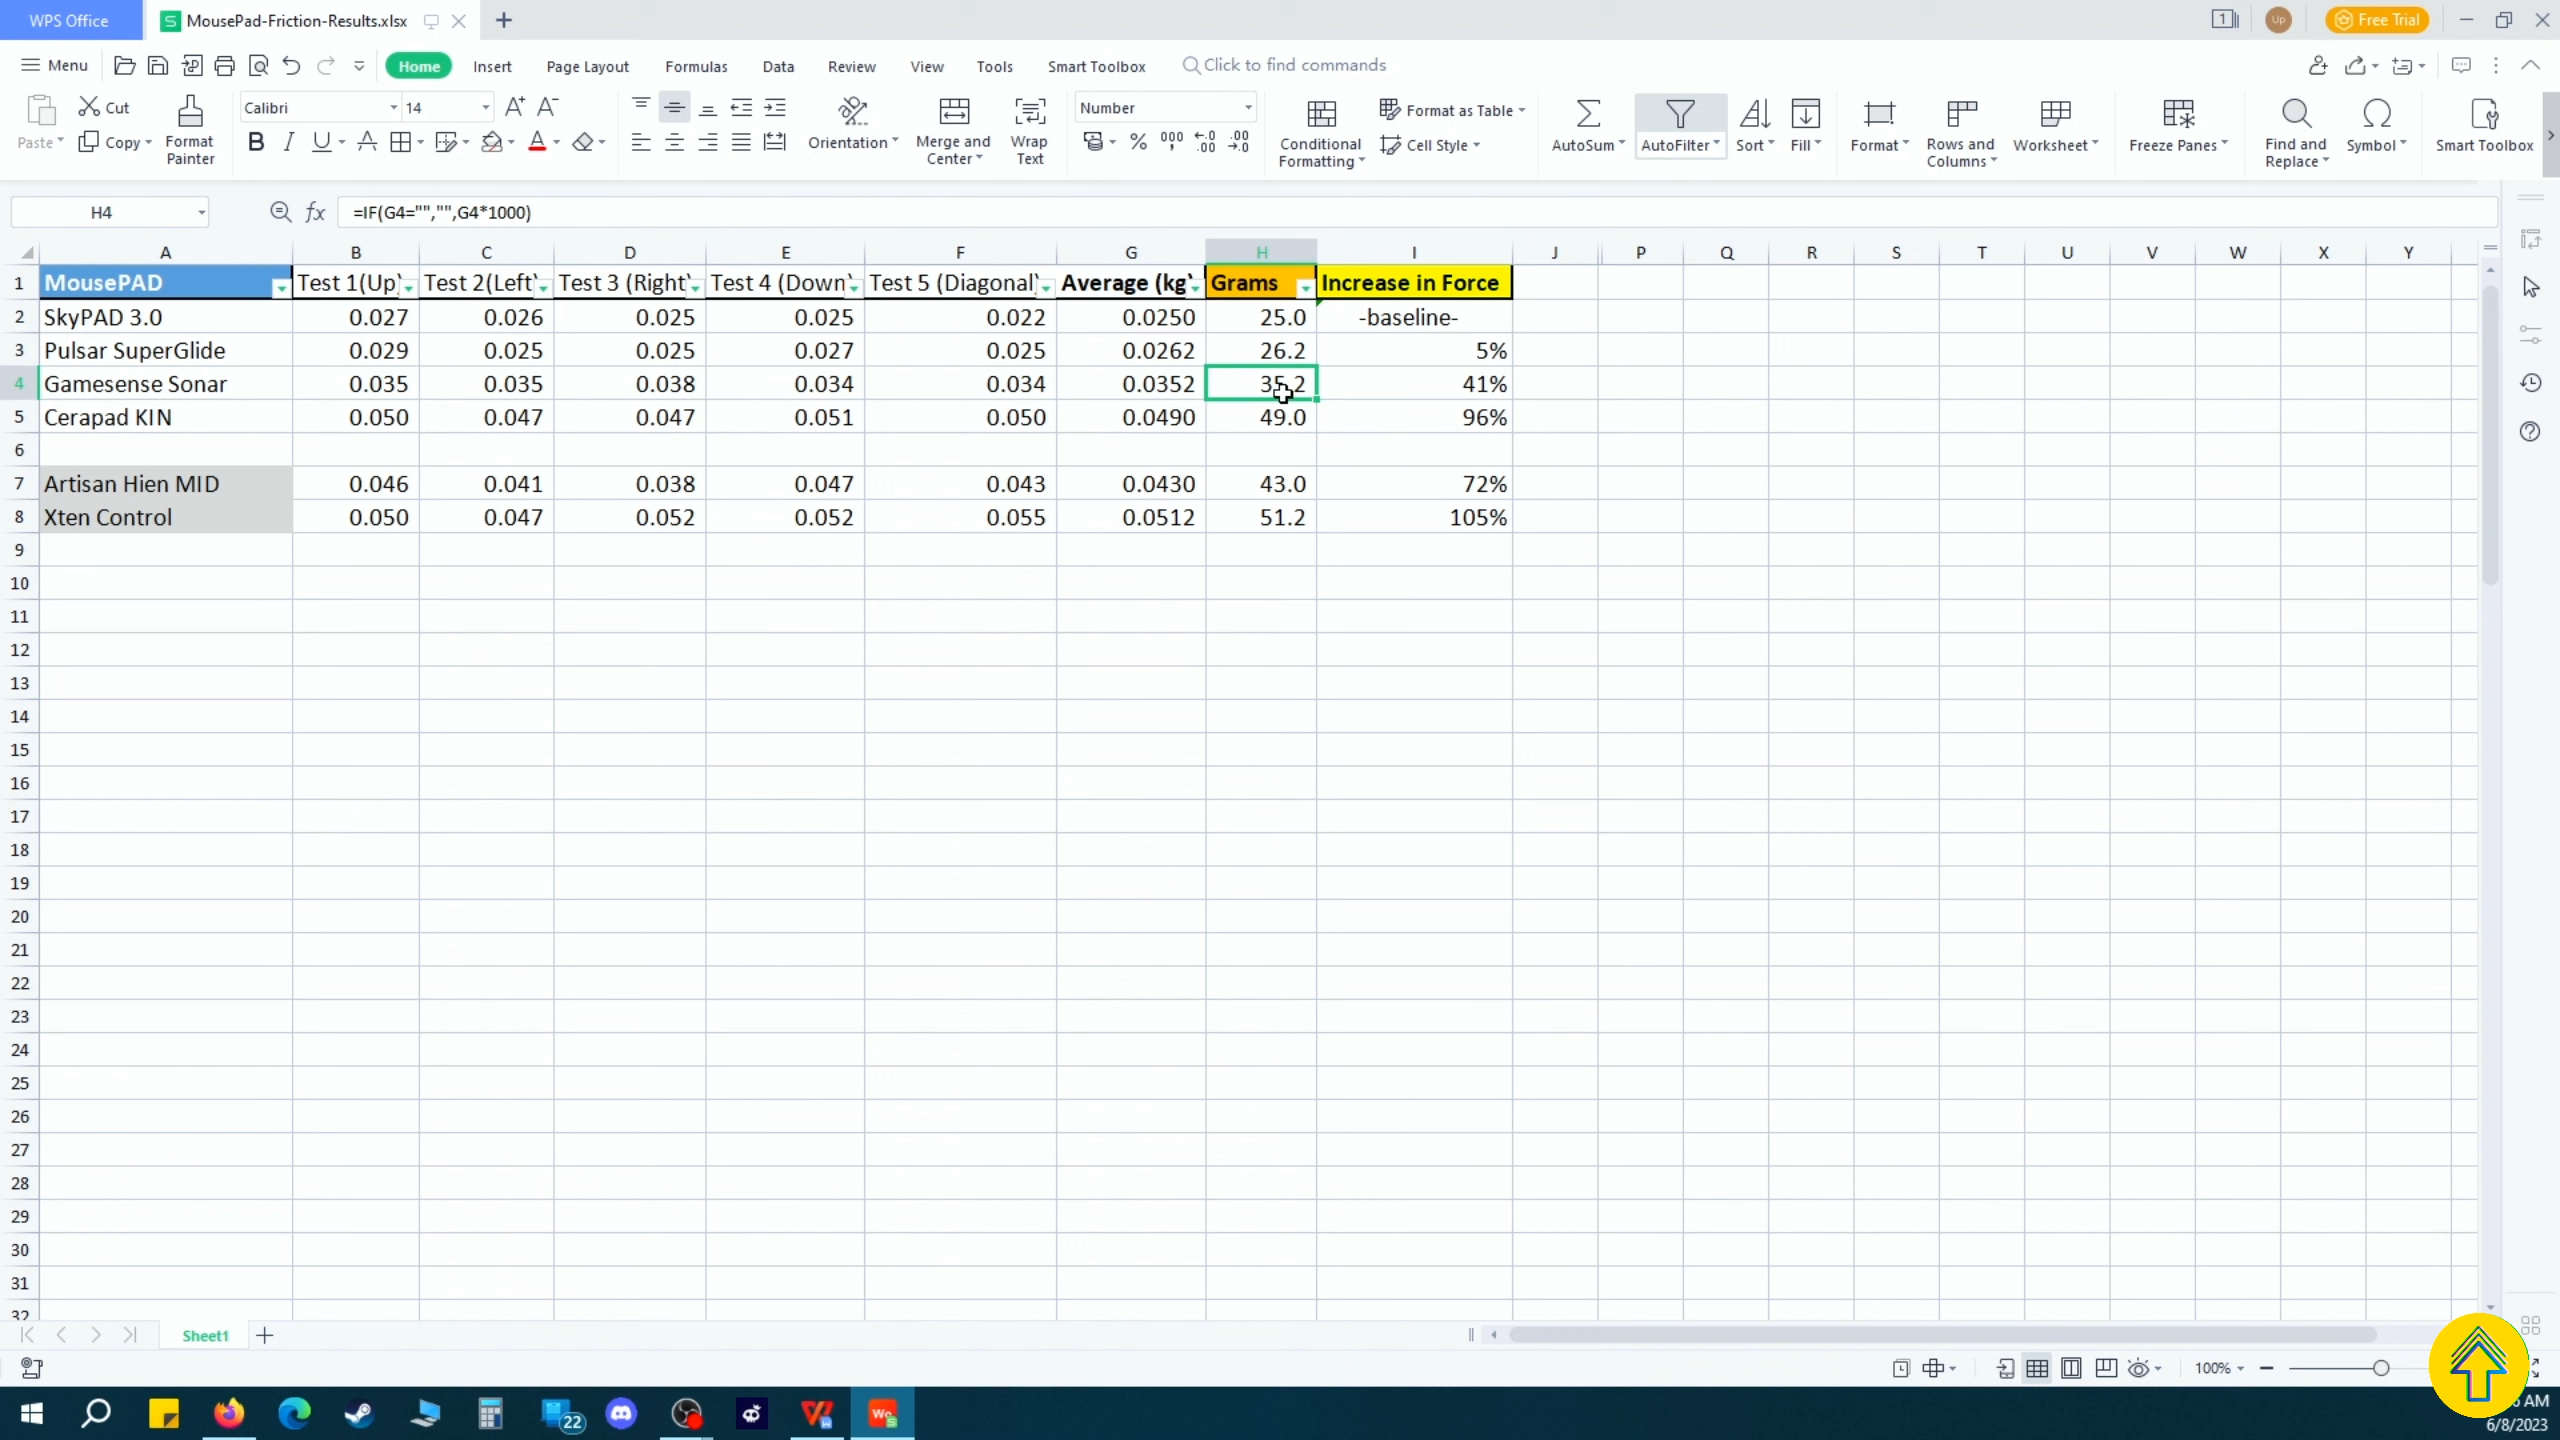 WPS Office MousePad-Friction-Results.xlsx Up Free Trial
Menu Home Insert Page Layout Formulas Data Review View Tools Smart Toolbox Click to find commands
Paste Cut Copy Format Painter Calibri 14 Orientation Merge and Center Wrap Text Number Conditional Formatting Format as Table Cell Style AutoSum AutoFilter Sort Fill Format Rows and Columns Worksheet Freeze Panes Find and Replace Symbol Smart Toolbox
H4 fx =IF(G4="","",G4*1000)
A B C D E F G H I J P Q R S T U V W X Y
1 MousePAD Test 1(Up) Test 2(Left) Test 3 (Right) Test 4 (Down) Test 5 (Diagonal) Average (kg) Grams Increase in Force
2 SkyPAD 3.0 0.027 0.026 0.025 0.025 0.022 0.0250 25.0 -baseline-
3 Pulsar SuperGlide 0.029 0.025 0.025 0.027 0.025 0.0262 26.2 5%
4 Gamesense Sonar 0.035 0.035 0.038 0.034 0.034 0.0352 35.2 41%
5 Cerapad KIN 0.050 0.047 0.047 0.051 0.050 0.0490 49.0 96%
6
7 Artisan Hien MID 0.046 0.041 0.038 0.047 0.043 0.0430 43.0 72%
8 Xten Control 0.050 0.047 0.052 0.052 0.055 0.0512 51.2 105%
9
10
11
12
13
14
15
16
17
18
19
20
21
22
23
24
25
26
27
28
29
30
31
32
Sheet1
100%
22
AM
6/8/2023